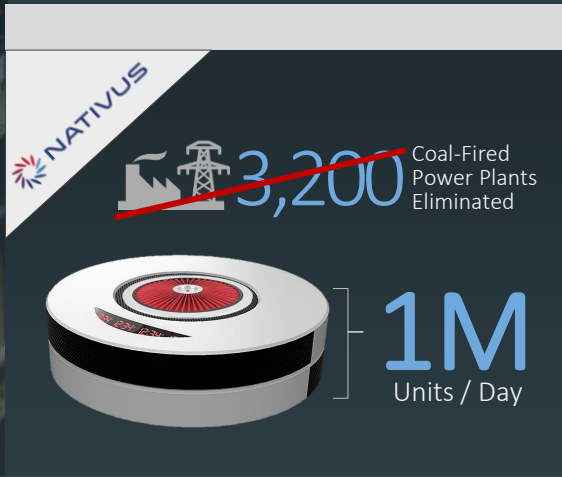 NATIVUS
3,200
Coal-Fired
Power Plants
Eliminated
1M
Units / Day